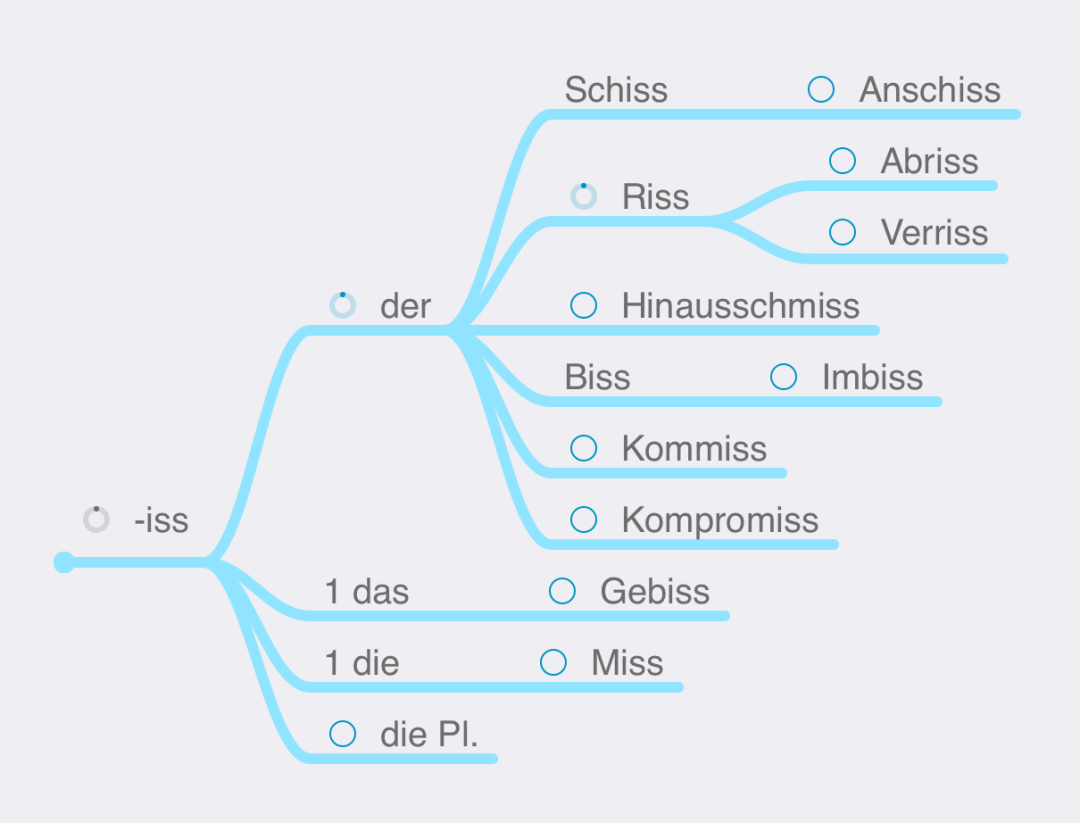 Schiss Anschiss
Abriss
Riss
Verriss
der Hinausschmiss
Biss Imbiss
Kommiss
-iss Kompromiss
1 das Gebiss
1 die Miss
die Pl.